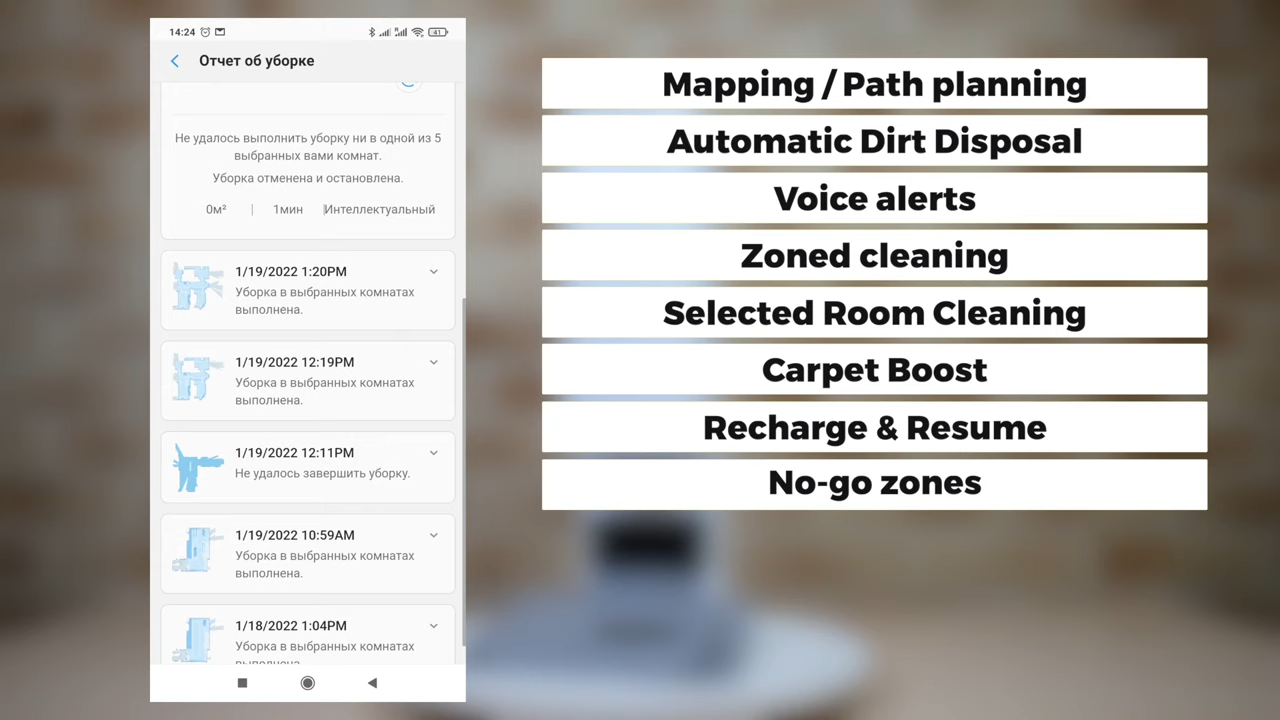 14:24
41
Отчет об уборке
Не удалось выполнить уборку ни в одной из 5
выбранных вами комнат.
Уборка отменена и остановлена.
0м² | 1мин |Интеллектуальный
1/19/2022 1:20PM
Уборка в выбранных комнатах
выполнена.
1/19/2022 12:19PM
Уборка в выбранных комнатах
выполнена.
1/19/2022 12:11PM
Не удалось завершить уборку.
1/19/2022 10:59AM
Уборка в выбранных комнатах
выполнена.
1/18/2022 1:04PM
Уборка в выбранных комнатах
выполнена.
Mapping / Path planning
Automatic Dirt Disposal
Voice alerts
Zoned cleaning
Selected Room Cleaning
Carpet Boost
Recharge & Resume
No-go zones